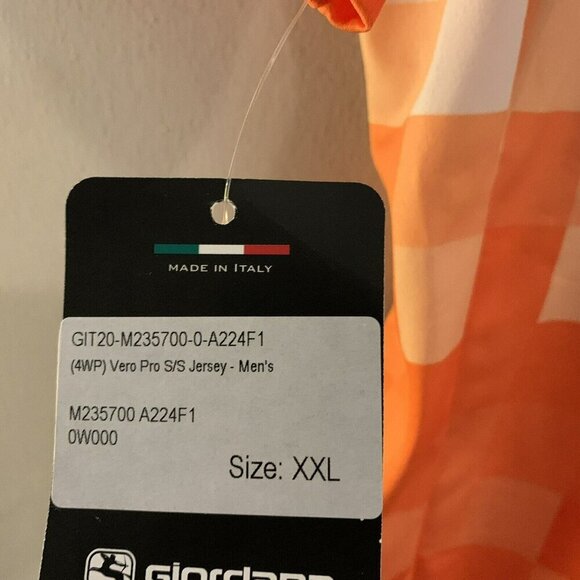 MADE IN ITALY
GIT20-M235700-0-A224F1
(4WP) Vero Pro S/S Jersey - Men's
M235700 A224F1
0W000
Size: XXL